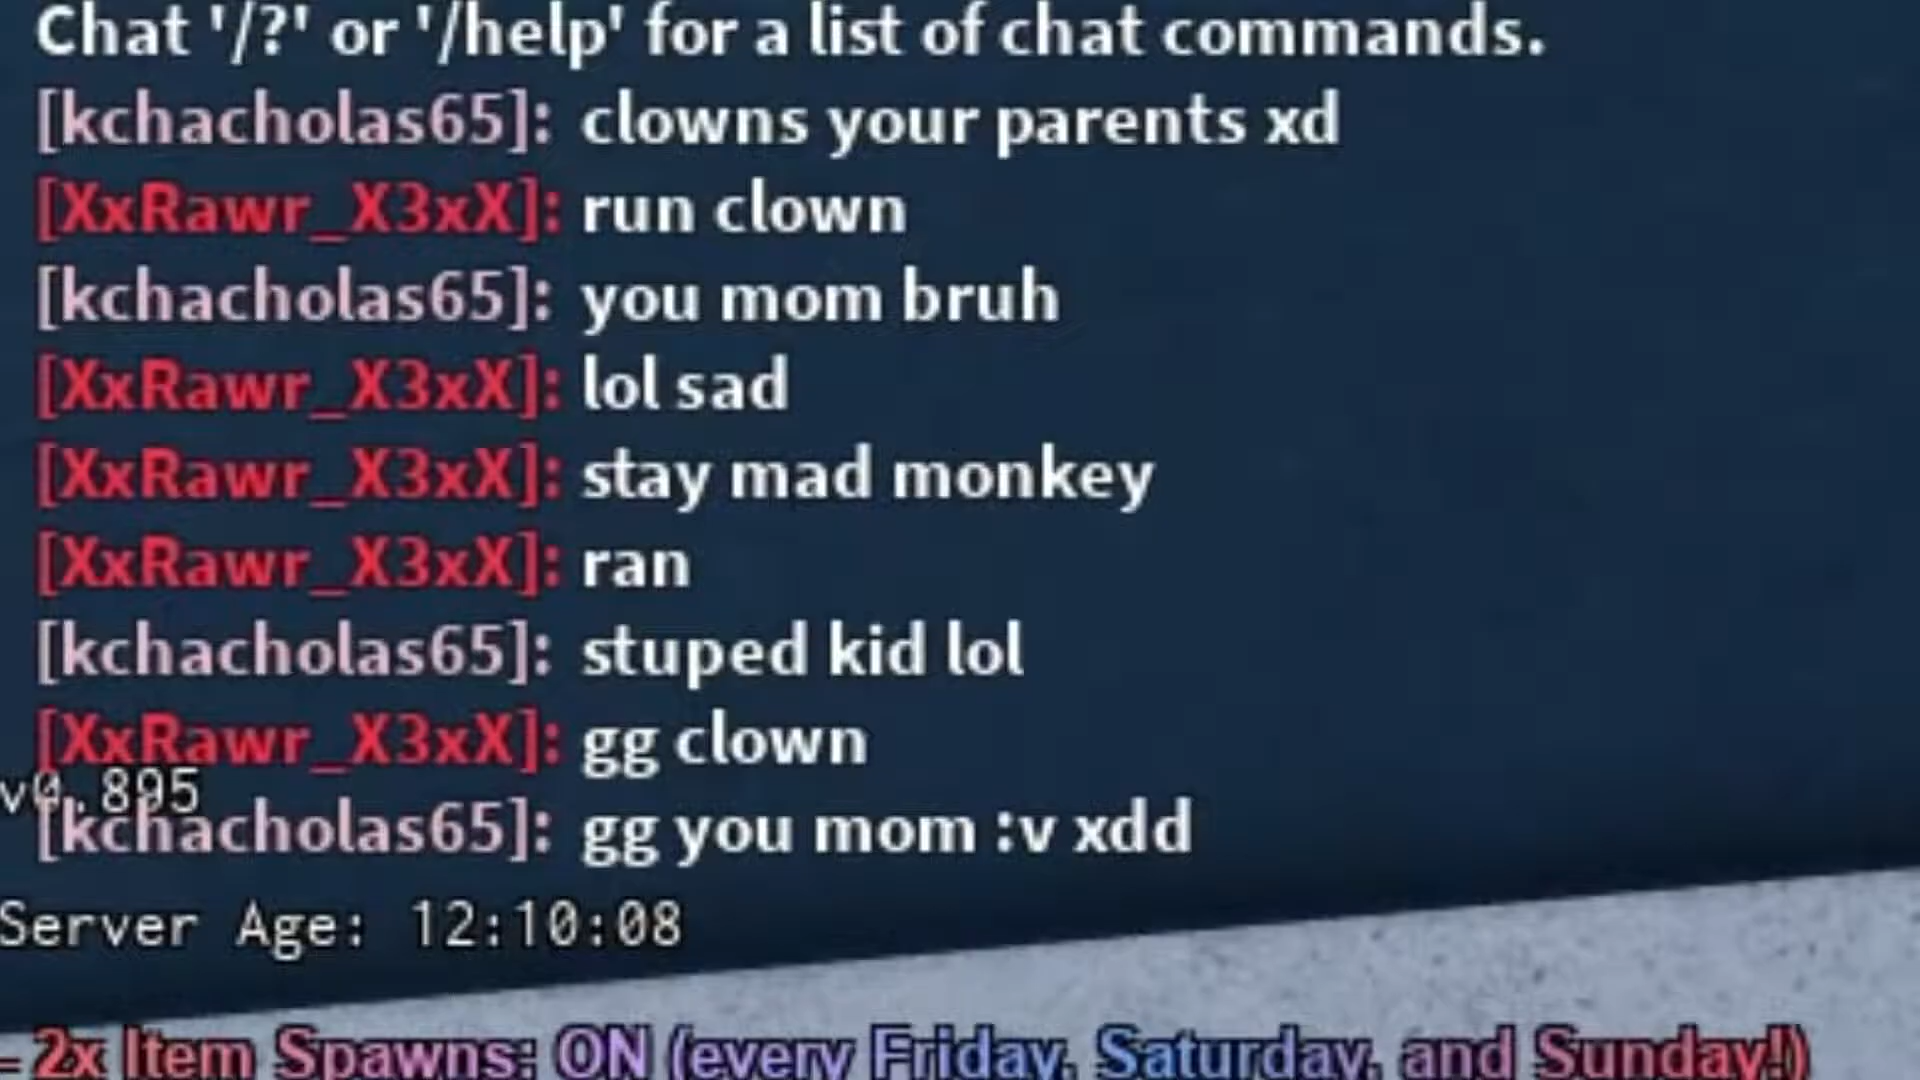 Chat '/?' or '/help' for a list of chat commands.
[kchacholas65]: clowns your parents xd
[XxRawr_X3xX]: run clown
[kchacholas65]: you mom bruh
[XxRawr_X3xX]: lol sad
[XxRawr_X3xX]: stay mad monkey
[XxRawr_X3xX]: ran
[kchacholas65]: stuped kid lol
[XxRawr_X3xX]: gg clown
v0.895
[kchacholas65]: gg you mom :v xdd
Server Age: 12:10:08
- 2x Item Spawns: ON (every Friday, Saturday, and Sunday!)